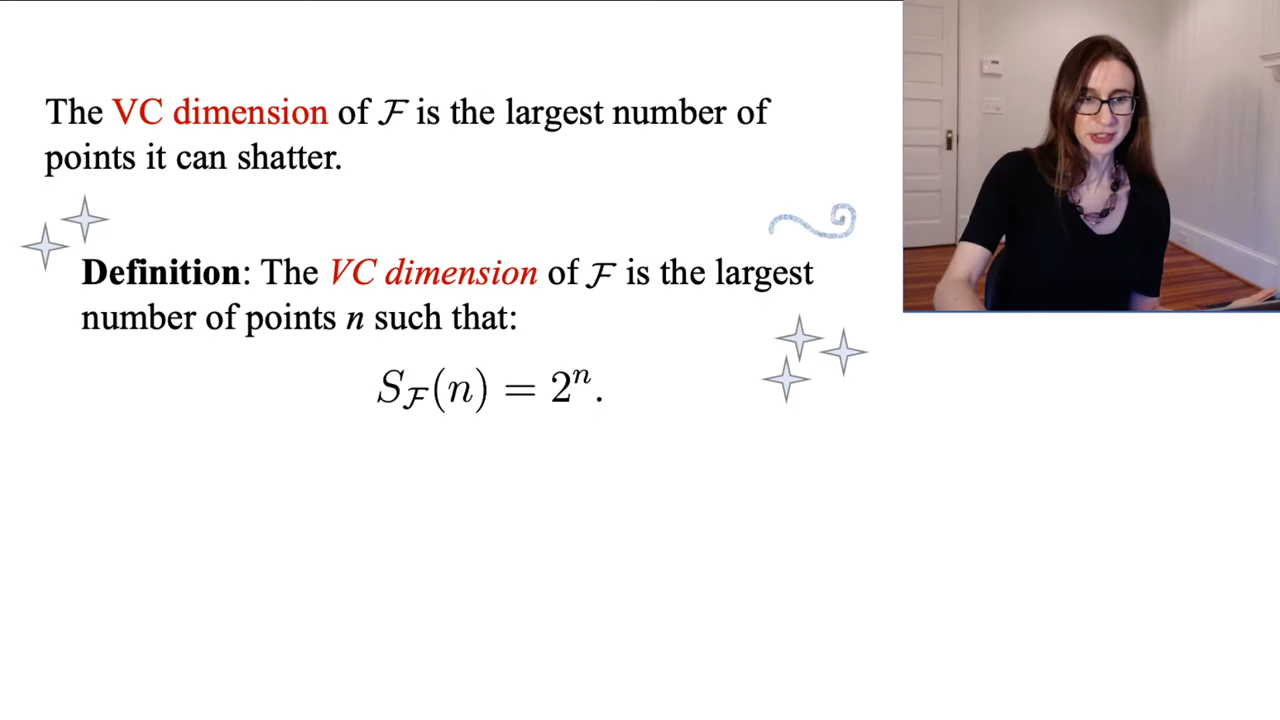 The VC dimension of ℱ is the largest number of
points it can shatter.
Definition: The VC dimension of ℱ is the largest
number of points n such that:
S_ℱ(n) = 2ⁿ.